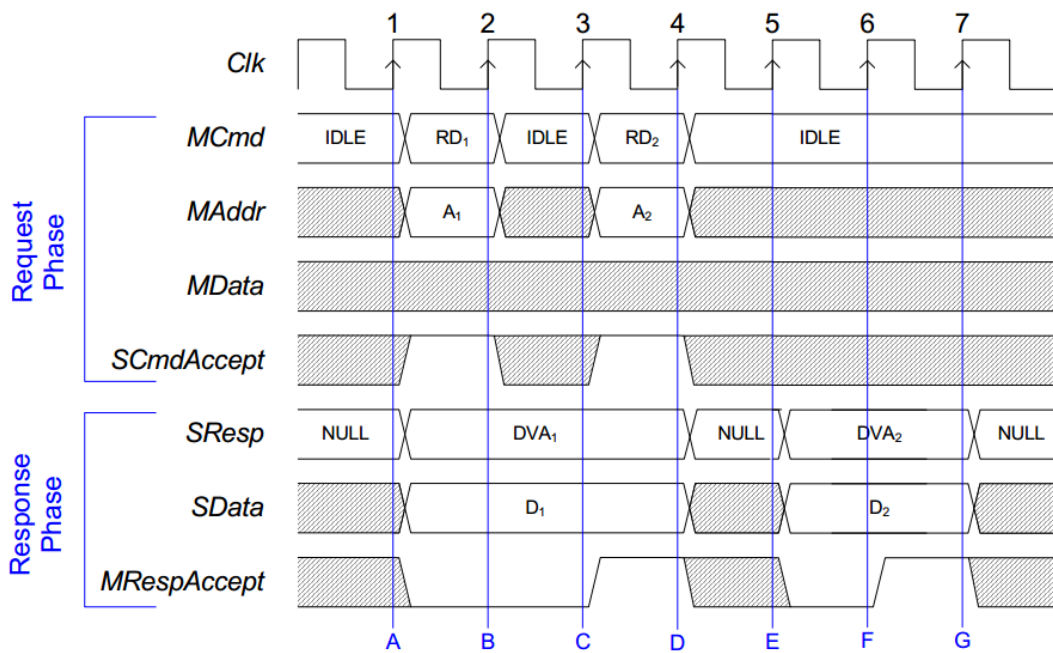 1 2 3 4 5 6 7
Clk
MCmd IDLE RD₁ IDLE RD₂ IDLE
MAddr A₁ A₂
Request
Phase
MData
SCmdAccept
SResp NULL DVA₁ NULL DVA₂ NULL
SData D₁ D₂
Response
Phase
MRespAccept
A B C D E F G